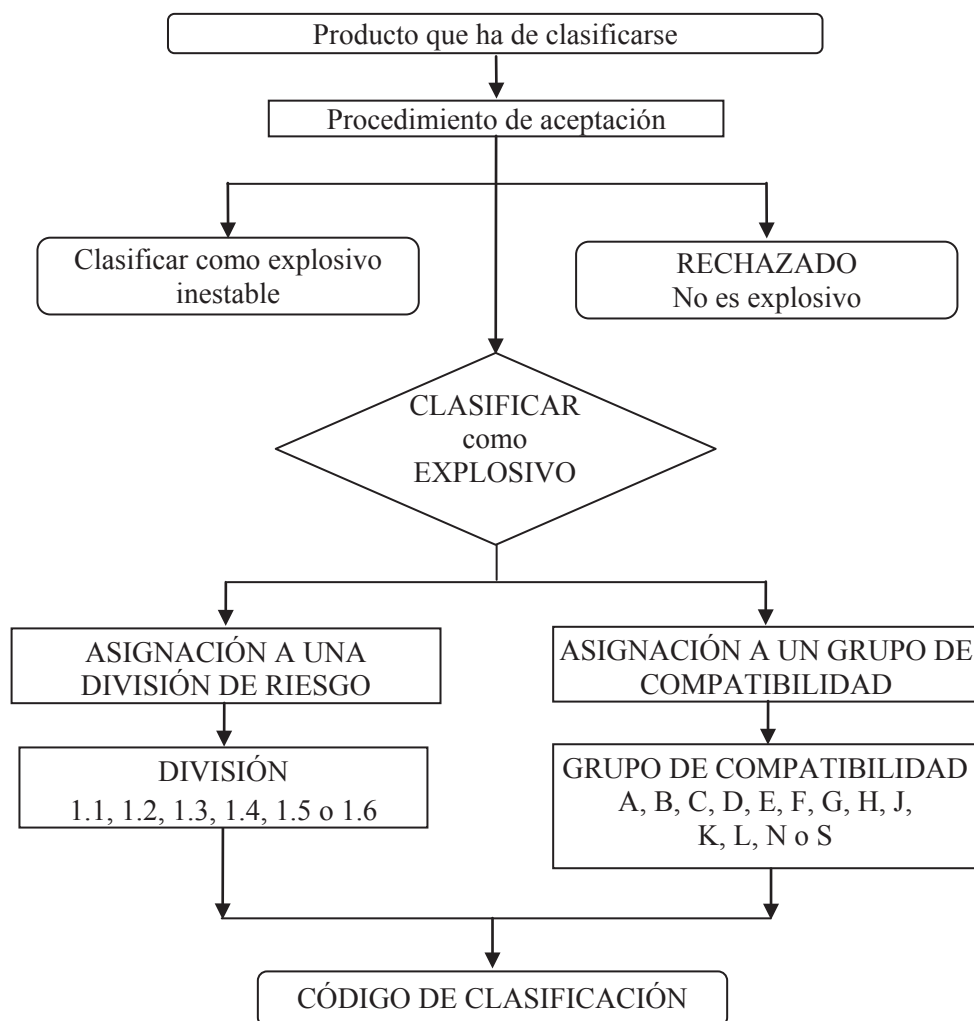 Producto que ha de clasificarse
Procedimiento de aceptación
Clasificar como explosivo
inestable
RECHAZADO
No es explosivo
CLASIFICAR
como
EXPLOSIVO
ASIGNACIÓN A UNA
DIVISIÓN DE RIESGO
ASIGNACIÓN A UN GRUPO DE
COMPATIBILIDAD
DIVISIÓN
1.1, 1.2, 1.3, 1.4, 1.5 o 1.6
GRUPO DE COMPATIBILIDAD
A, B, C, D, E, F, G, H, J,
K, L, N o S
CÓDIGO DE CLASIFICACIÓN